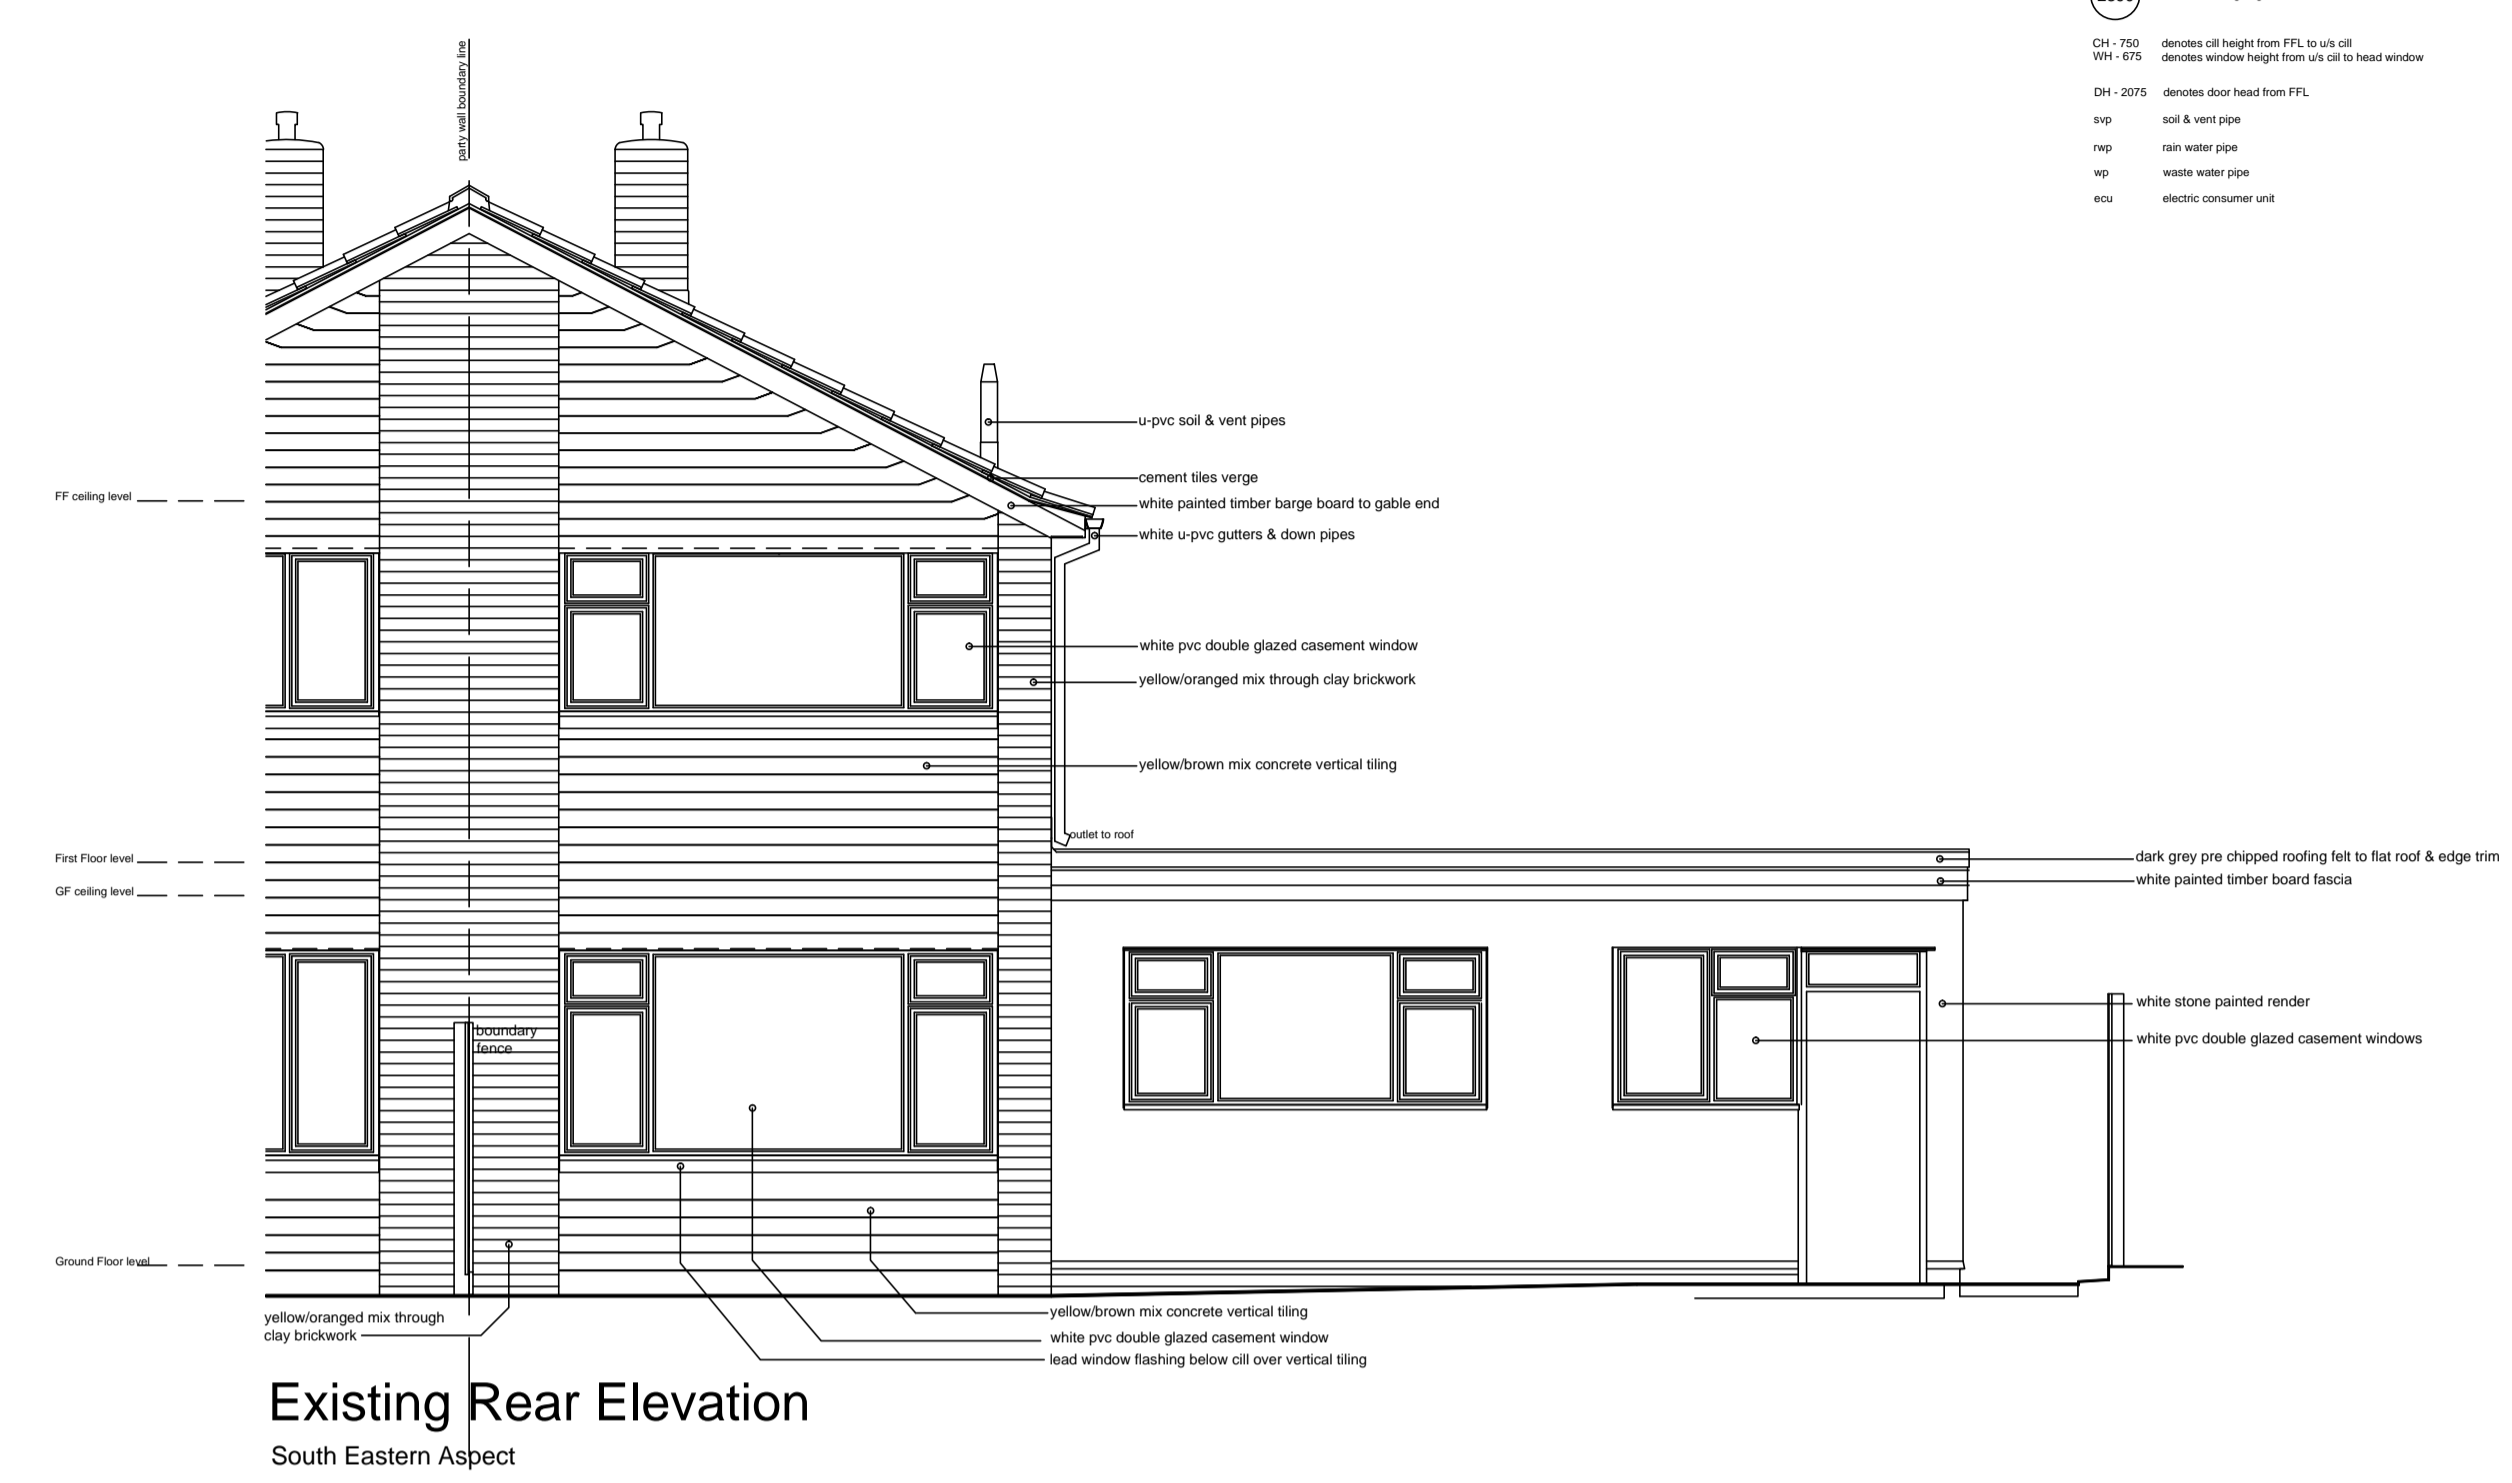 CH - 750 denotes cill height from FFL to u/s cill
WH - 675 denotes window height from u/s ciil to head window
DH - 2075 denotes door head from FFL
svp soil & vent pipe
rwp rain water pipe
wp waste water pipe
ecu electric consumer unit
party wall boundary line
u-pvc soil & vent pipes
cement tiles verge
FF ceiling level
white painted timber barge board to gable end
white u-pvc gutters & down pipes
white pvc double glazed casement window
yellow/oranged mix through clay brickwork
yellow/brown mix concrete vertical tiling
outlet to roof
First Floor level
dark grey pre chipped roofing felt to flat roof & edge trim
GF ceiling level
white painted timber board fascia
white stone painted render
boundary
fence
white pvc double glazed casement windows
Ground Floor level
yellow/oranged mix through
clay brickwork
yellow/brown mix concrete vertical tiling
white pvc double glazed casement window
lead window flashing below cill over vertical tiling
Existing Rear Elevation
South Eastern Aspect